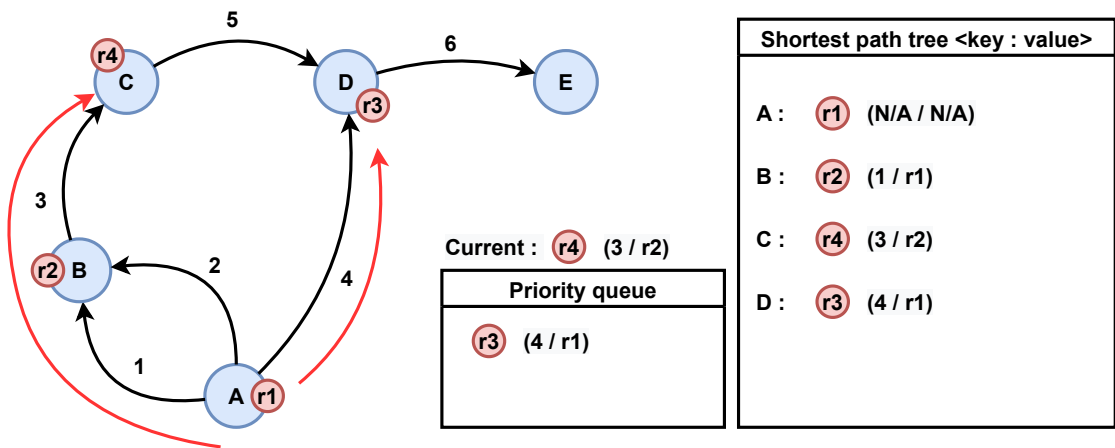 5
6
r4
C
D
r3
E
3
r2
B
2
4
1
A
r1
Current : r4 (3 / r2)
Priority queue
r3 (4 / r1)
Shortest path tree <key : value>
A : r1 (N/A / N/A)
B : r2 (1 / r1)
C : r4 (3 / r2)
D : r3 (4 / r1)